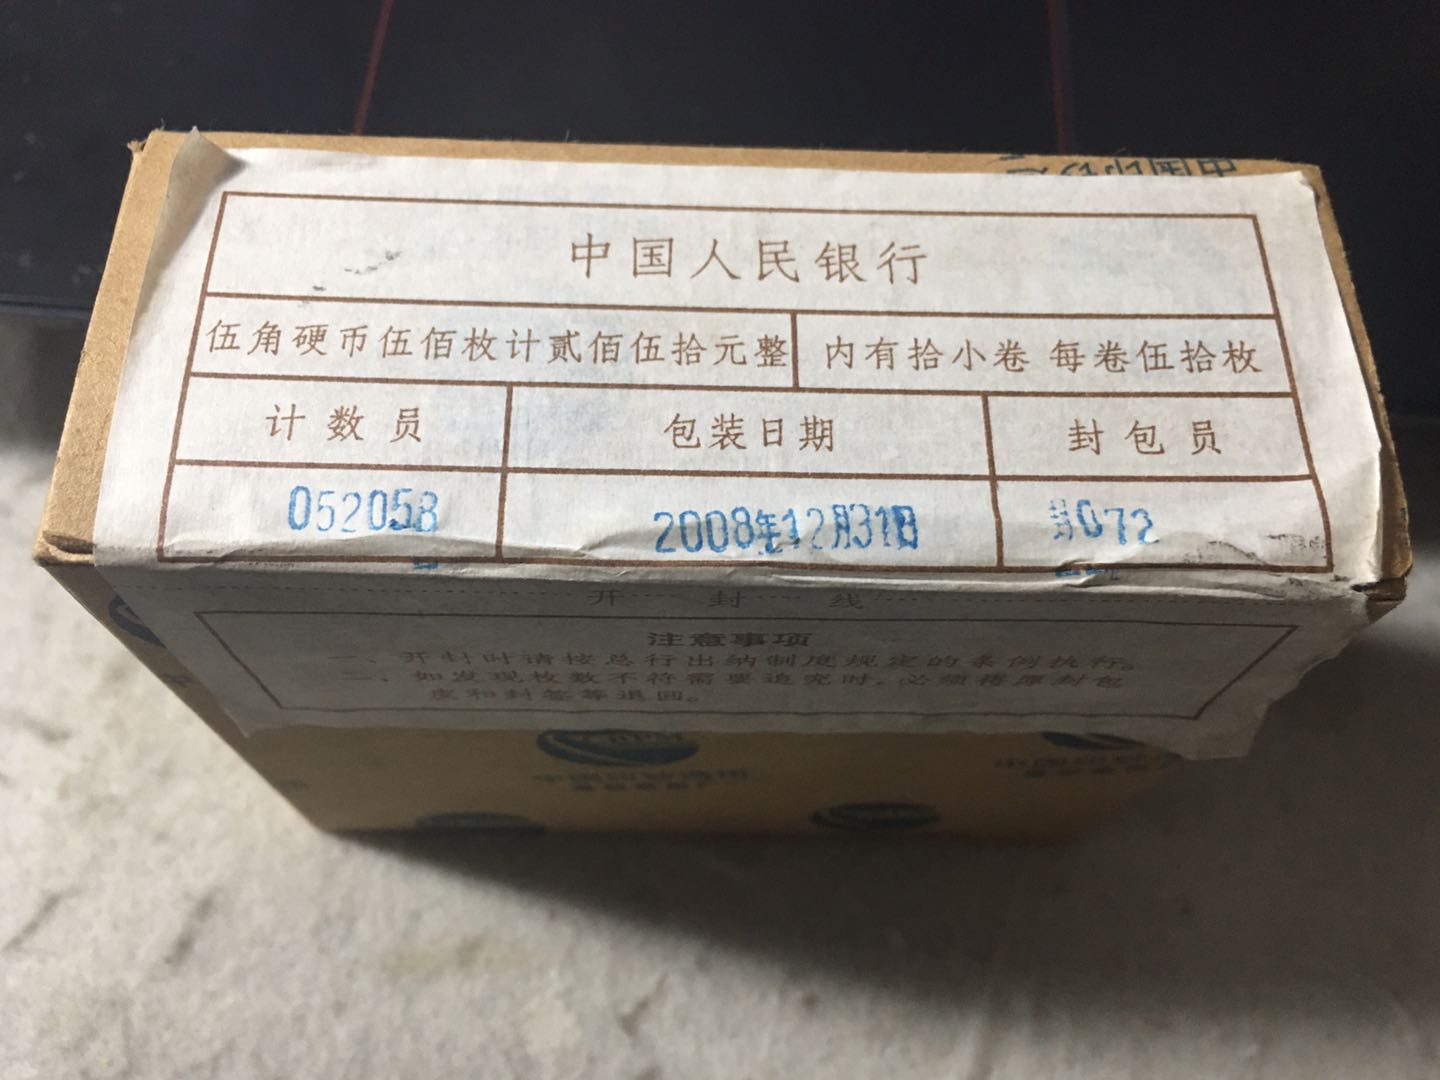 中国人民银行
伍角硬币伍佰枚计贰佰伍拾元整 内有拾小卷 每卷伍拾枚
计数员 包装日期 封包员
052058 2008年12月31日 封072
开封线
注意事项
一、开封时请按总行出纳制度规定的条例执行。
二、如发现枚数不符需要追究时，必须将原封包
皮和封签等退回。